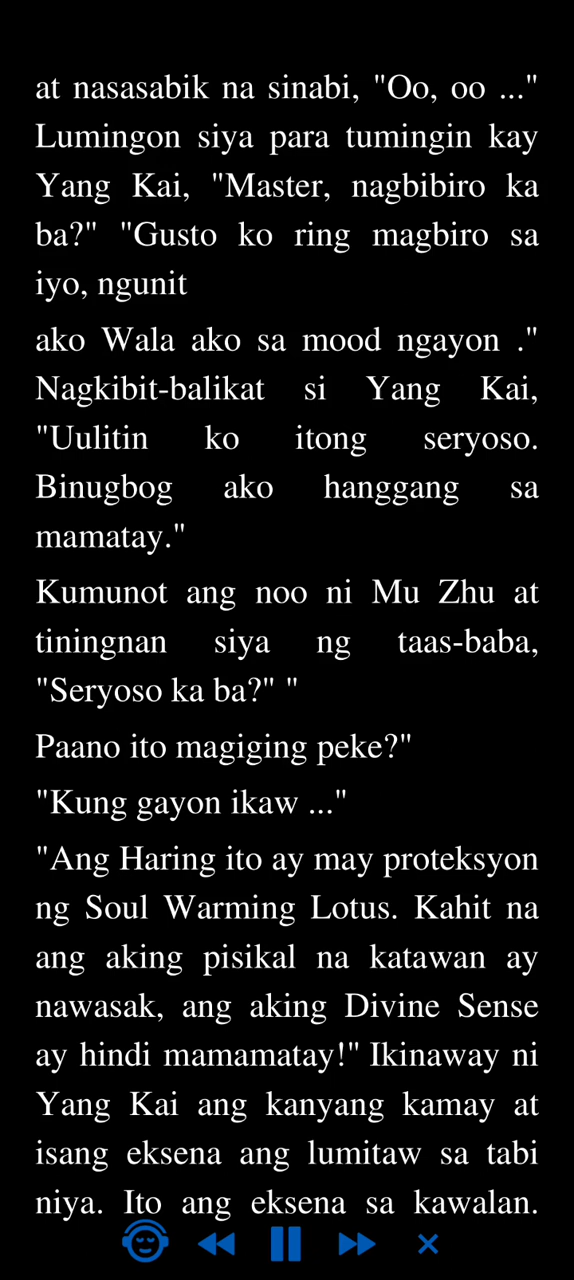 at nasasabik na sinabi, "Oo, oo ..."
Lumingon siya para tumingin kay
Yang Kai, "Master, nagbibiro ka
ba?" "Gusto ko ring magbiro sa
iyo, ngunit
ako Wala ako sa mood ngayon ."
Nagkibit-balikat si Yang Kai,
"Uulitin ko itong seryoso.
Binugbog ako hanggang sa
mamatay."
Kumunot ang noo ni Mu Zhu at
tiningnan siya ng taas-baba,
"Seryoso ka ba?" "
Paano ito magiging peke?"
"Kung gayon ikaw ..."
"Ang Haring ito ay may proteksyon
ng Soul Warming Lotus. Kahit na
ang aking pisikal na katawan ay
nawasak, ang aking Divine Sense
ay hindi mamamatay!" Ikinaway ni
Yang Kai ang kanyang kamay at
isang eksena ang lumitaw sa tabi
niya. Ito ang eksena sa kawalan.